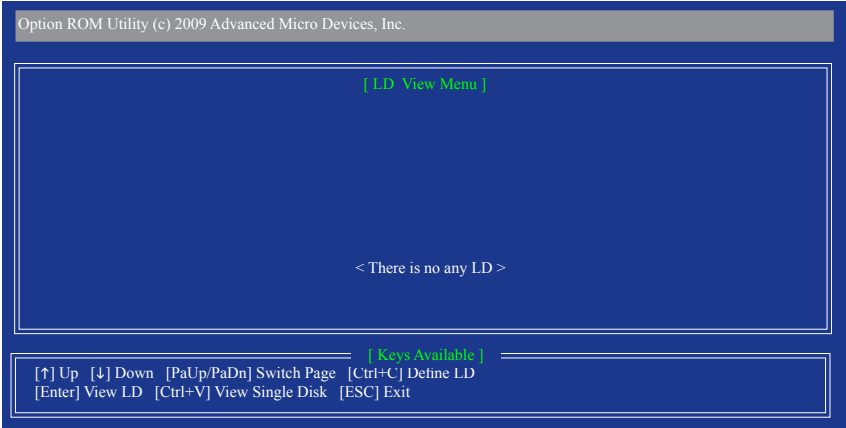 Option ROM Utility (c) 2009 Advanced Micro Devices, Inc.
[ LD View Menu ]
< There is no any LD >
[ Keys Available ]
[↑] Up [↓] Down [PaUp/PaDn] Switch Page [Ctrl+C] Define LD
[Enter] View LD [Ctrl+V] View Single Disk [ESC] Exit